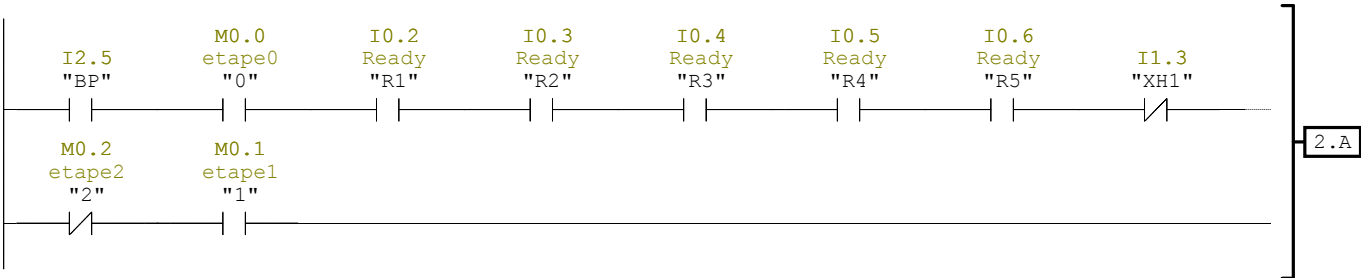 M0.0 I0.2 I0.3 I0.4 I0.5 I0.6
I2.5 etape0 Ready Ready Ready Ready Ready I1.3
"BP" "0" "R1" "R2" "R3" "R4" "R5" "XH1"
2.A
M0.2 M0.1
etape2 etape1
"2" "1"